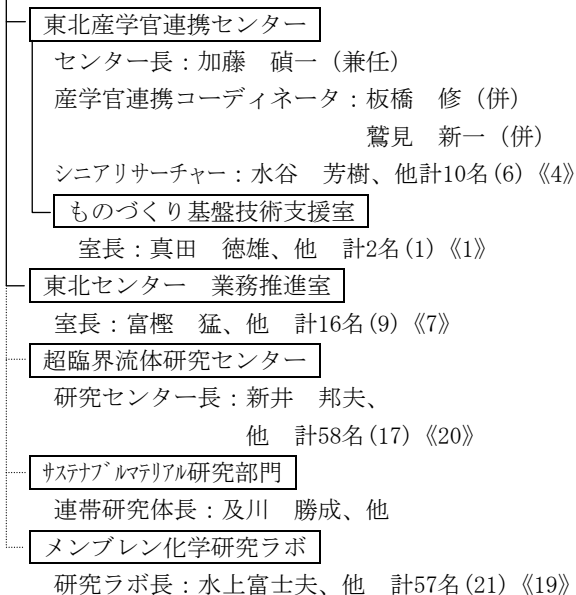 東北産学官連携センター
センター長：加藤　碵一（兼任）
産学官連携コーディネータ：板橋　修（併）
鷲見　新一（併）
シニアリサーチャー：水谷　芳樹、他計10名(6)《4》
ものづくり基盤技術支援室
室長：真田　徳雄、他　計2名(1)《1》
東北センター　業務推進室
室長：富樫　猛、他　計16名(9)《7》
超臨界流体研究センター
研究センター長：新井　邦夫、
他　計58名(17)《20》
ｻｽﾃﾅﾌﾞﾙﾏﾃﾘｱﾙ研究部門
連帯研究体長：及川　勝成、他
メンブレン化学研究ラボ
研究ラボ長：水上富士夫、他　計57名(21)《19》